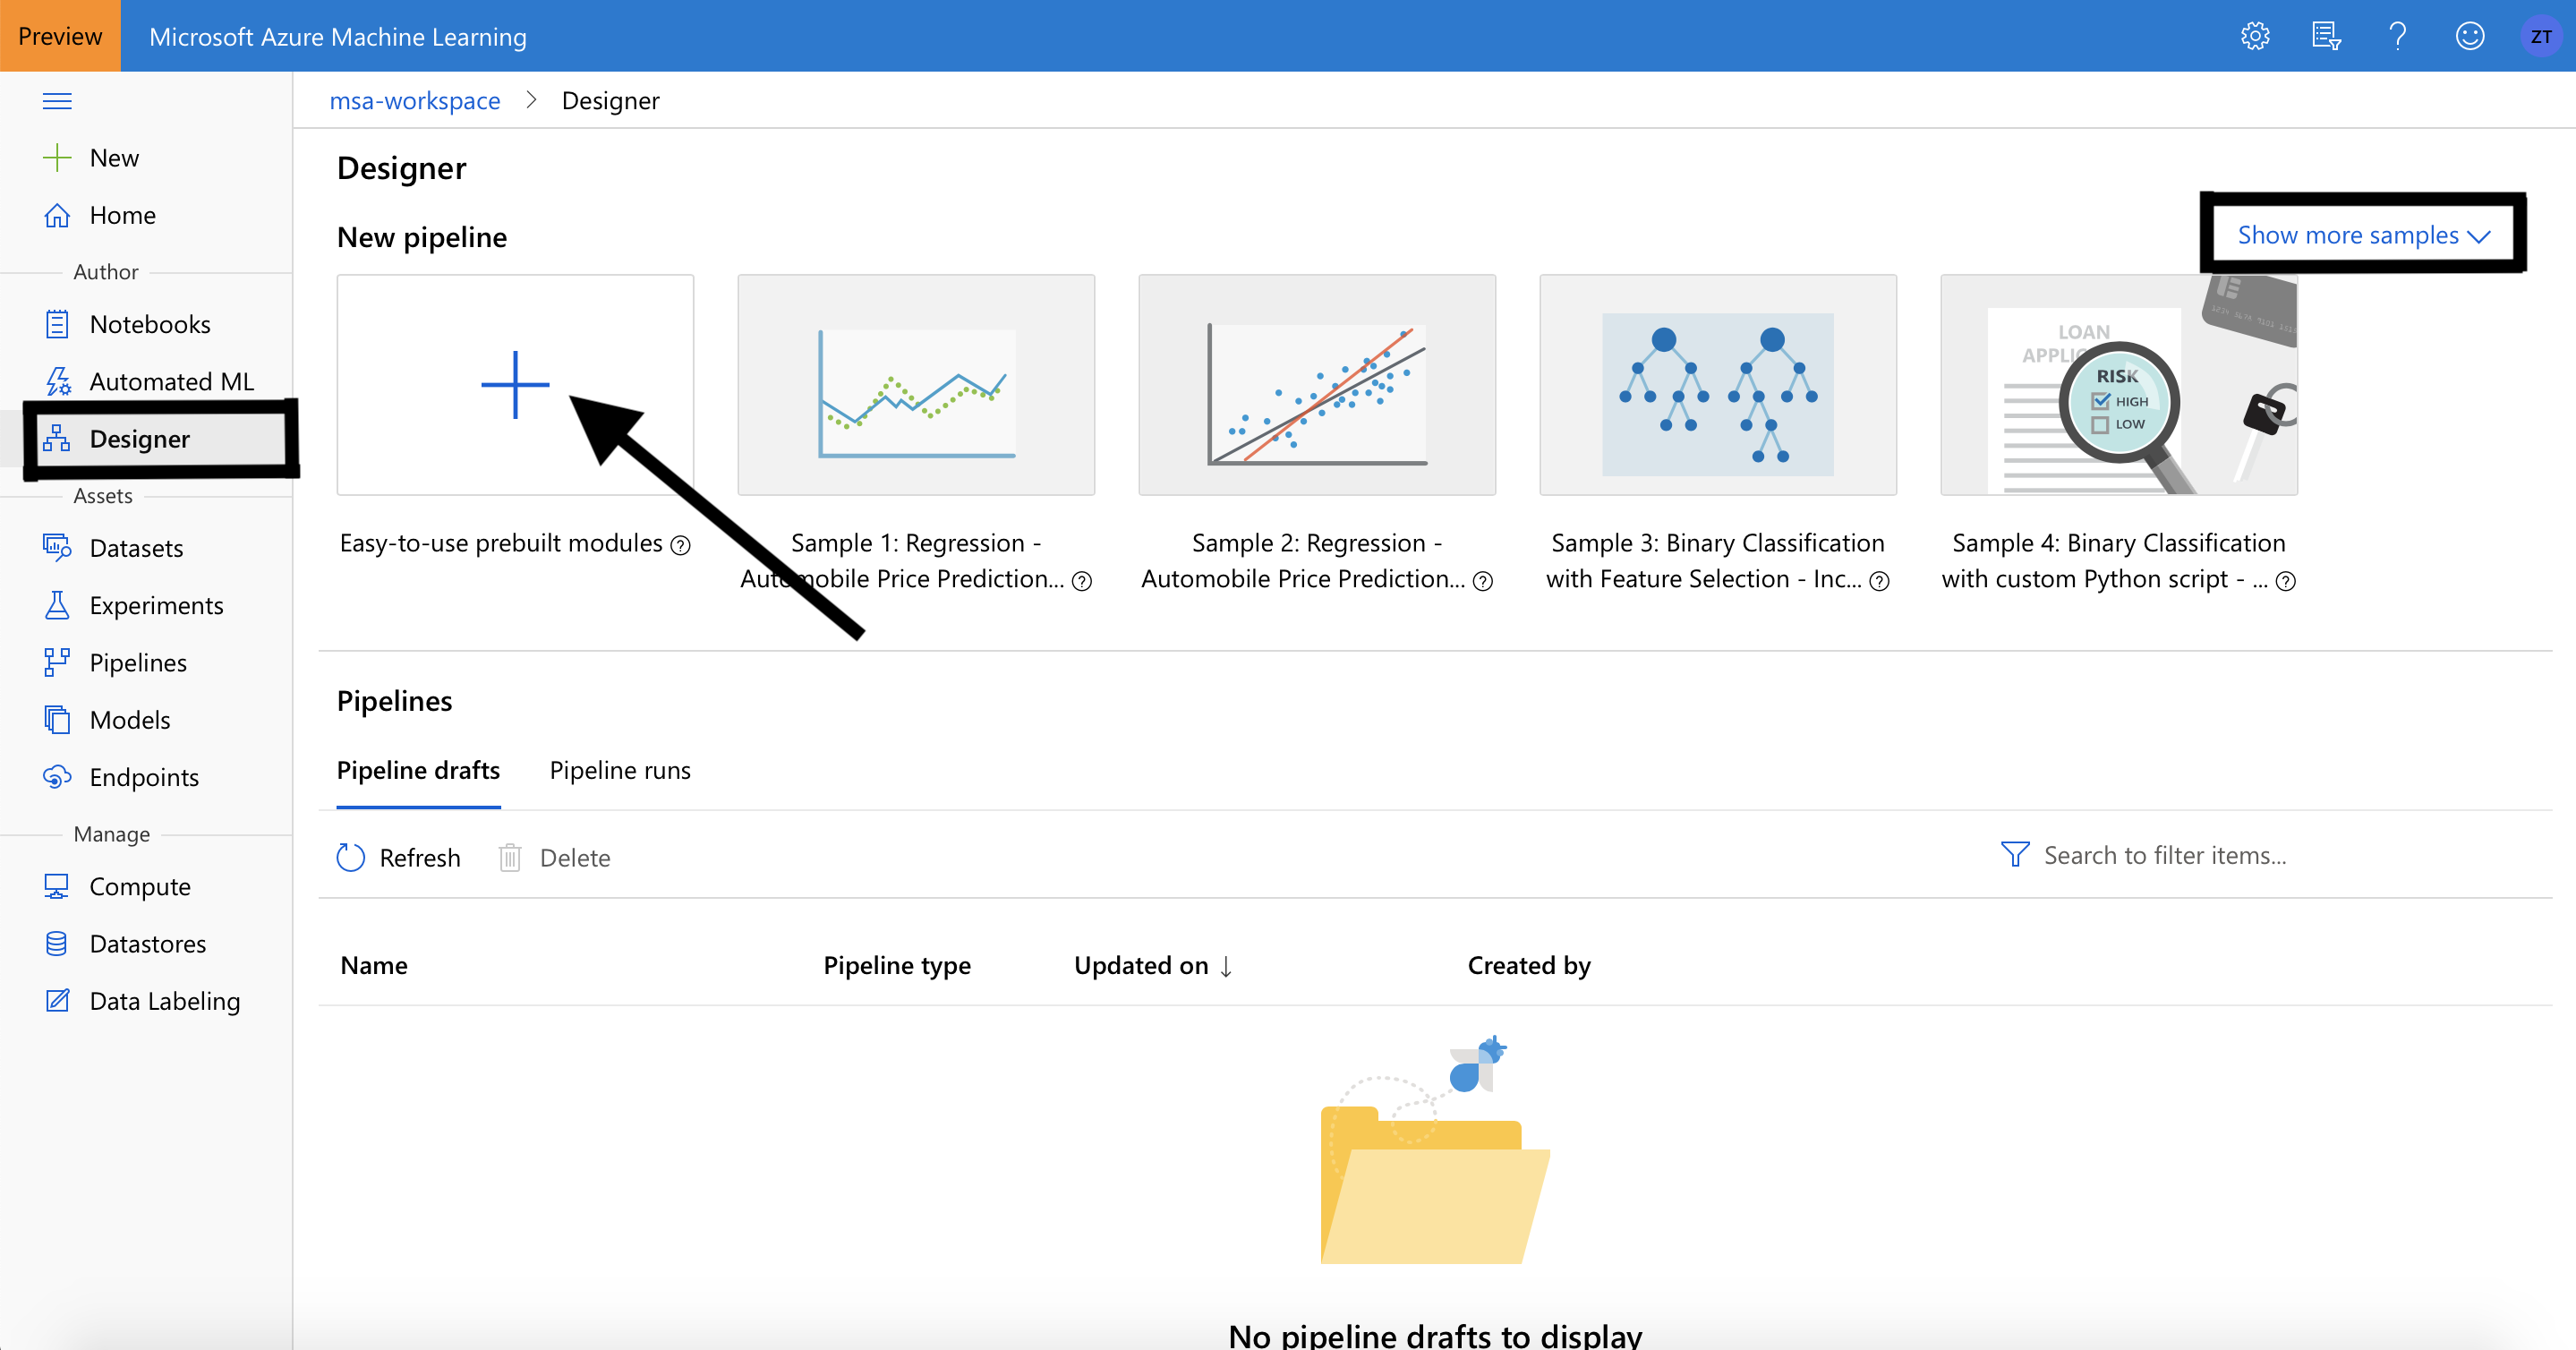 Preview
Microsoft Azure Machine Learning
ZT
msa-workspace > Designer
New
Home
Author
Notebooks
Automated ML
Designer
Assets
Datasets
Experiments
Pipelines
Models
Endpoints
Manage
Compute
Datastores
Data Labeling
Designer
New pipeline
Show more samples
LOAN
RISK
HIGH
LOW
Easy-to-use prebuilt modules
Sample 1: Regression -
Automobile Price Prediction...
Sample 2: Regression -
Automobile Price Prediction...
Sample 3: Binary Classification
with Feature Selection - Inc...
Sample 4: Binary Classification
with custom Python script - ...
Pipelines
Pipeline drafts Pipeline runs
Refresh Delete Search to filter items...
Name Pipeline type Updated on ↓ Created by
No pipeline drafts to display